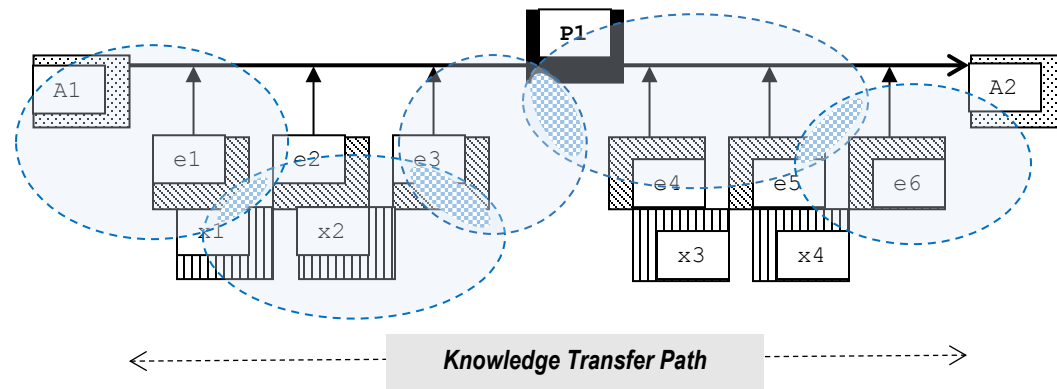 P1
A1
A2
e1
e2
e3
e4
e5
e6
x1
x2
x3
x4
Knowledge Transfer Path